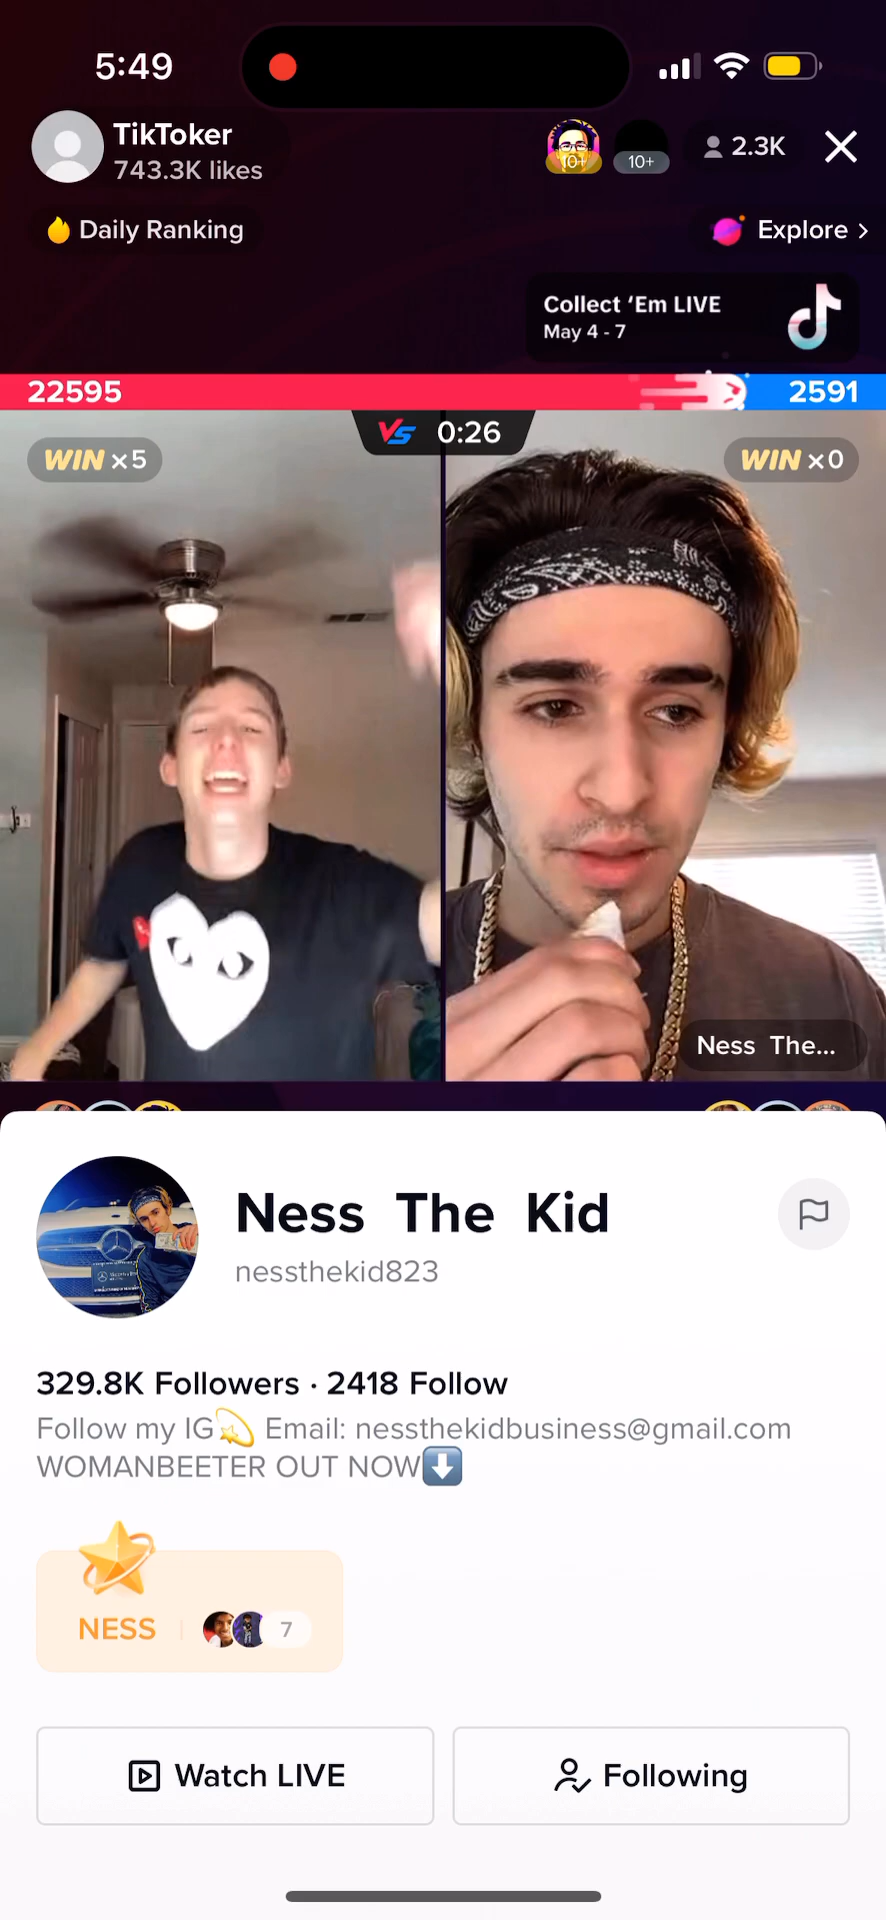 5:49
TikToker
743.3K likes
10+
10+
2.3K
Daily Ranking
Explore >
Collect ‘Em LIVE
May 4 - 7
22595
2591
VS 0:26
WIN x5
WIN x0
Ness The...
Ness The Kid
nessthekid823
329.8K Followers · 2418 Follow
Follow my IG💫 Email: nessthekidbusiness@gmail.com
WOMANBEETER OUT NOW⬇️
NESS
7
Watch LIVE
Following